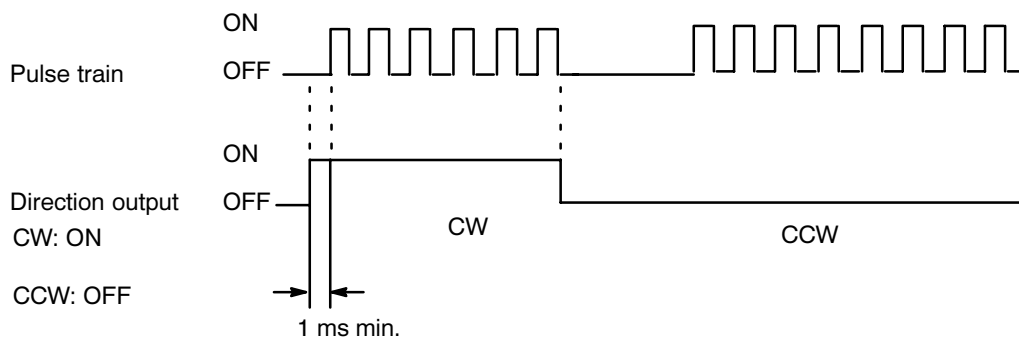 ON
Pulse train OFF
ON
Direction output OFF
CW: ON CW CCW
CCW: OFF
1 ms min.